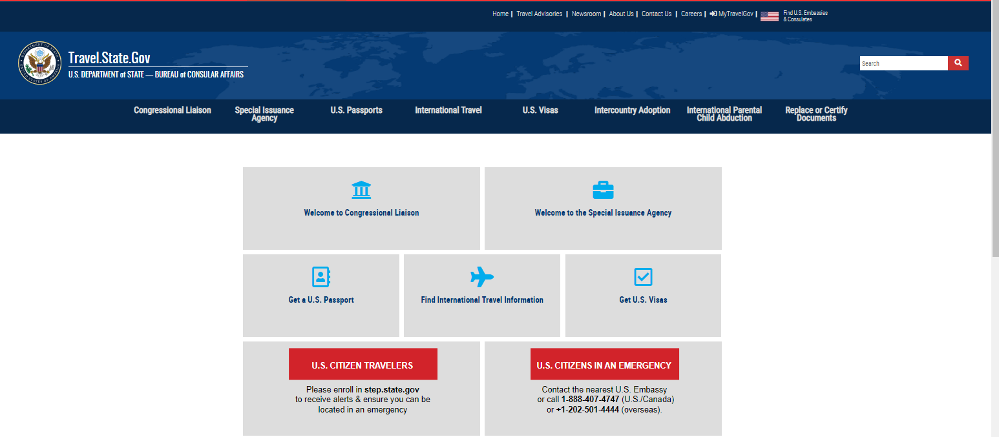 Home | Travel Advisories | Newsroom | About Us | Contact Us | Careers | MyTravelGov | Find U.S. Embassies
& Consulates
Travel.State.Gov
U.S. DEPARTMENT of STATE — BUREAU of CONSULAR AFFAIRS
Search
Congressional Liaison
Special Issuance
Agency
U.S. Passports
International Travel
U.S. Visas
Intercountry Adoption
International Parental
Child Abduction
Replace or Certify
Documents
Welcome to Congressional Liaison
Welcome to the Special Issuance Agency
Get a U.S. Passport
Find International Travel Information
Get U.S. Visas
U.S. CITIZEN TRAVELERS
Please enroll in step.state.gov
to receive alerts & ensure you can be
located in an emergency
U.S. CITIZENS IN AN EMERGENCY
Contact the nearest U.S. Embassy
or call 1-888-407-4747 (U.S./Canada)
or +1-202-501-4444 (overseas).